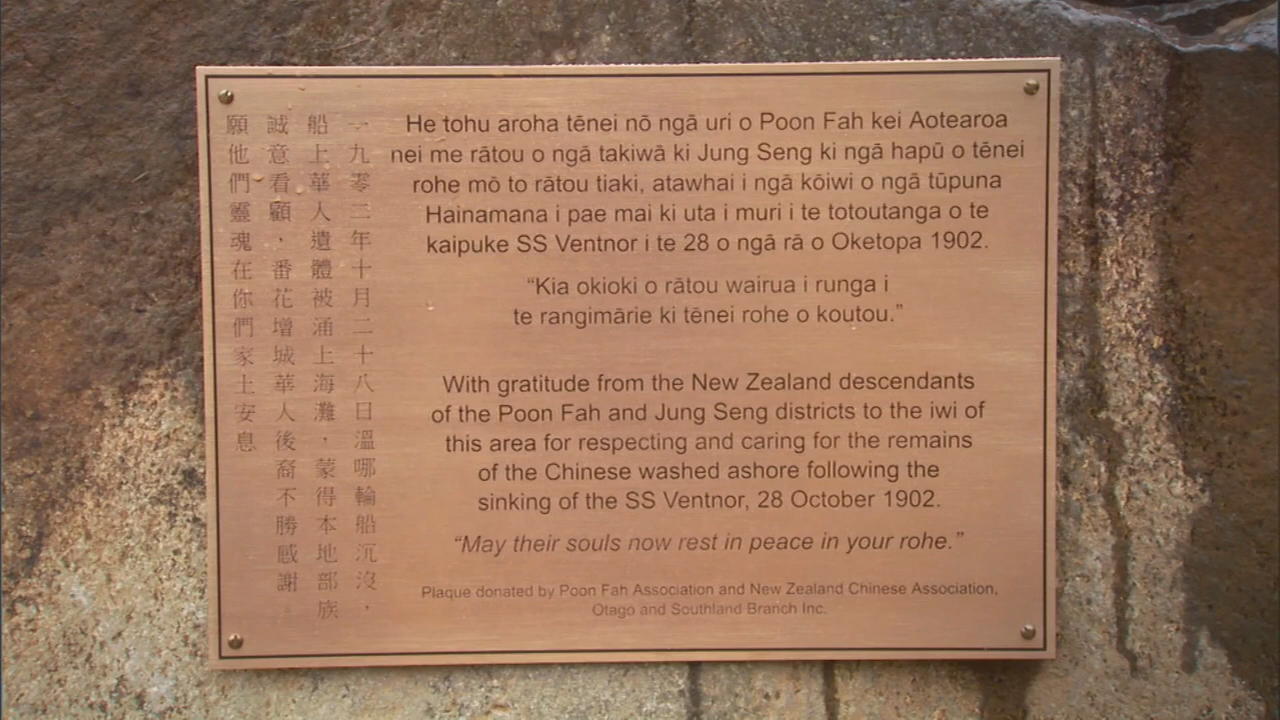 一九零二年十月二十八日溫哪輪船沉沒，
船上華人遺體被涌上海灘，蒙得本地部族
誠意看顧，番花增城華人後裔不勝感謝
願他們靈魂在你們家土安息
He tohu aroha tēnei nō ngā uri o Poon Fah kei Aotearoa
nei me rātou o ngā takiwā ki Jung Seng ki ngā hapū o tēnei
rohe mō to rātou tiaki, atawhai i ngā kōiwi o ngā tūpuna
Hainamana i pae mai ki uta i muri i te totoutanga o te
kaipuke SS Ventnor i te 28 o ngā rā o Oketopa 1902.
“Kia okioki o rātou wairua i runga i
te rangimārie ki tēnei rohe o koutou.”
With gratitude from the New Zealand descendants
of the Poon Fah and Jung Seng districts to the iwi of
this area for respecting and caring for the remains
of the Chinese washed ashore following the
sinking of the SS Ventnor, 28 October 1902.
“May their souls now rest in peace in your rohe.”
Plaque donated by Poon Fah Association and New Zealand Chinese Association,
Otago and Southland Branch Inc.